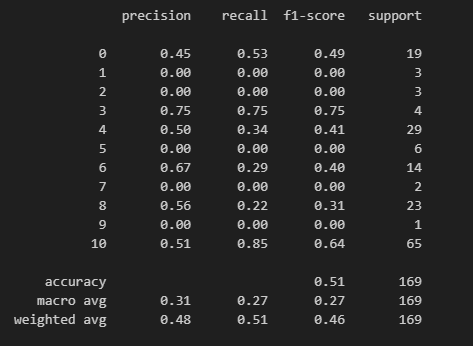 precision recall f1-score support
0 0.45 0.53 0.49 19
1 0.00 0.00 0.00 3
2 0.00 0.00 0.00 3
3 0.75 0.75 0.75 4
4 0.50 0.34 0.41 29
5 0.00 0.00 0.00 6
6 0.67 0.29 0.40 14
7 0.00 0.00 0.00 2
8 0.56 0.22 0.31 23
9 0.00 0.00 0.00 1
10 0.51 0.85 0.64 65
accuracy 0.51 169
macro avg 0.31 0.27 0.27 169
weighted avg 0.48 0.51 0.46 169